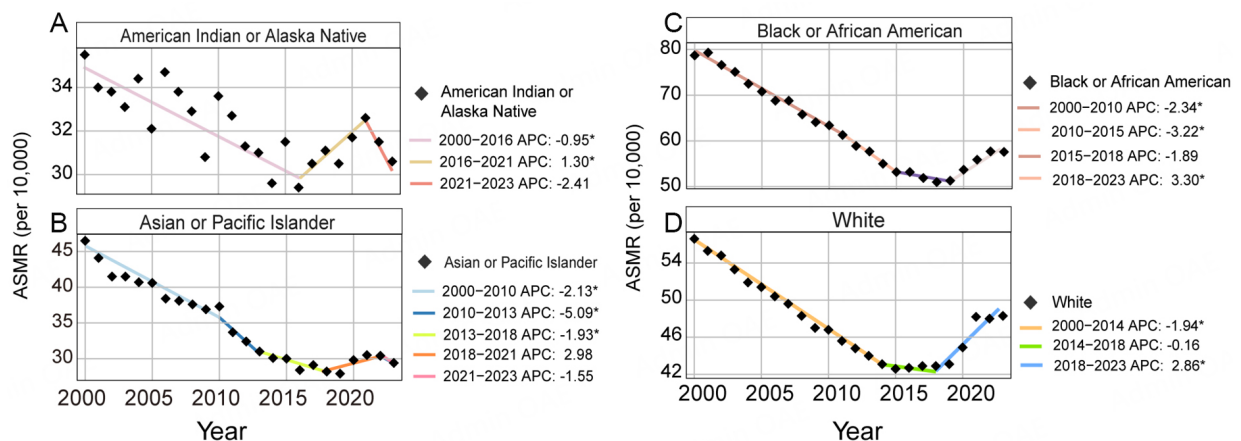 A
American Indian or Alaska Native
34
32
30
American Indian or
Alaska Native
2000−2016 APC: -0.95*
2016−2021 APC: 1.30*
2021−2023 APC: -2.41
B
Asian or Pacific Islander
45
40
35
30
2000
2005
2010
2015
2020
Year
ASMR (per 10,000)
Asian or Pacific Islander
2000−2010 APC: -2.13*
2010−2013 APC: -5.09*
2013−2018 APC: -1.93*
2018−2021 APC: 2.98
2021−2023 APC: -1.55
C
Black or African American
80
70
60
50
ASMR (per 10,000)
Black or African American
2000−2010 APC: -2.34*
2010−2015 APC: -3.22*
2015−2018 APC: -1.89
2018−2023 APC: 3.30*
D
White
56
50
46
42
2000
2005
2010
2015
2020
Year
White
2000−2014 APC: -1.94*
2014−2018 APC: -0.16
2018−2023 APC: 2.86*